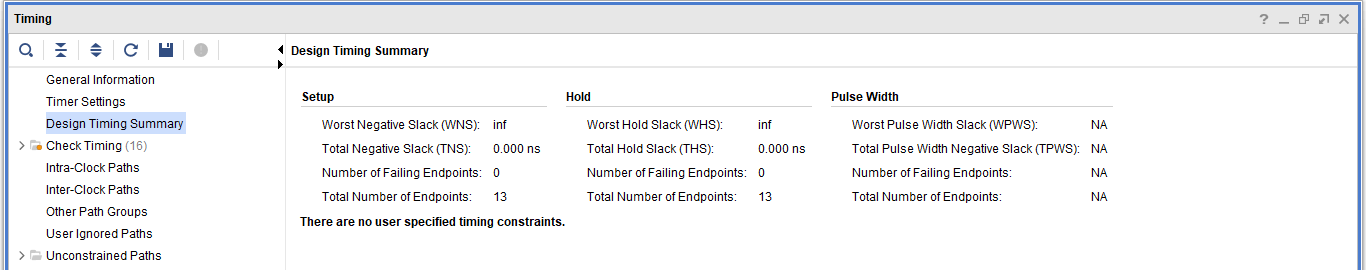 Timing
General Information
Timer Settings
Design Timing Summary
Check Timing (16)
Intra-Clock Paths
Inter-Clock Paths
Other Path Groups
User Ignored Paths
Unconstrained Paths
Design Timing Summary
Setup Hold Pulse Width
Worst Negative Slack (WNS): inf Worst Hold Slack (WHS): inf Worst Pulse Width Slack (WPWS): NA
Total Negative Slack (TNS): 0.000 ns Total Hold Slack (THS): 0.000 ns Total Pulse Width Negative Slack (TPWS): NA
Number of Failing Endpoints: 0 Number of Failing Endpoints: 0 Number of Failing Endpoints: NA
Total Number of Endpoints: 13 Total Number of Endpoints: 13 Total Number of Endpoints: NA
There are no user specified timing constraints.